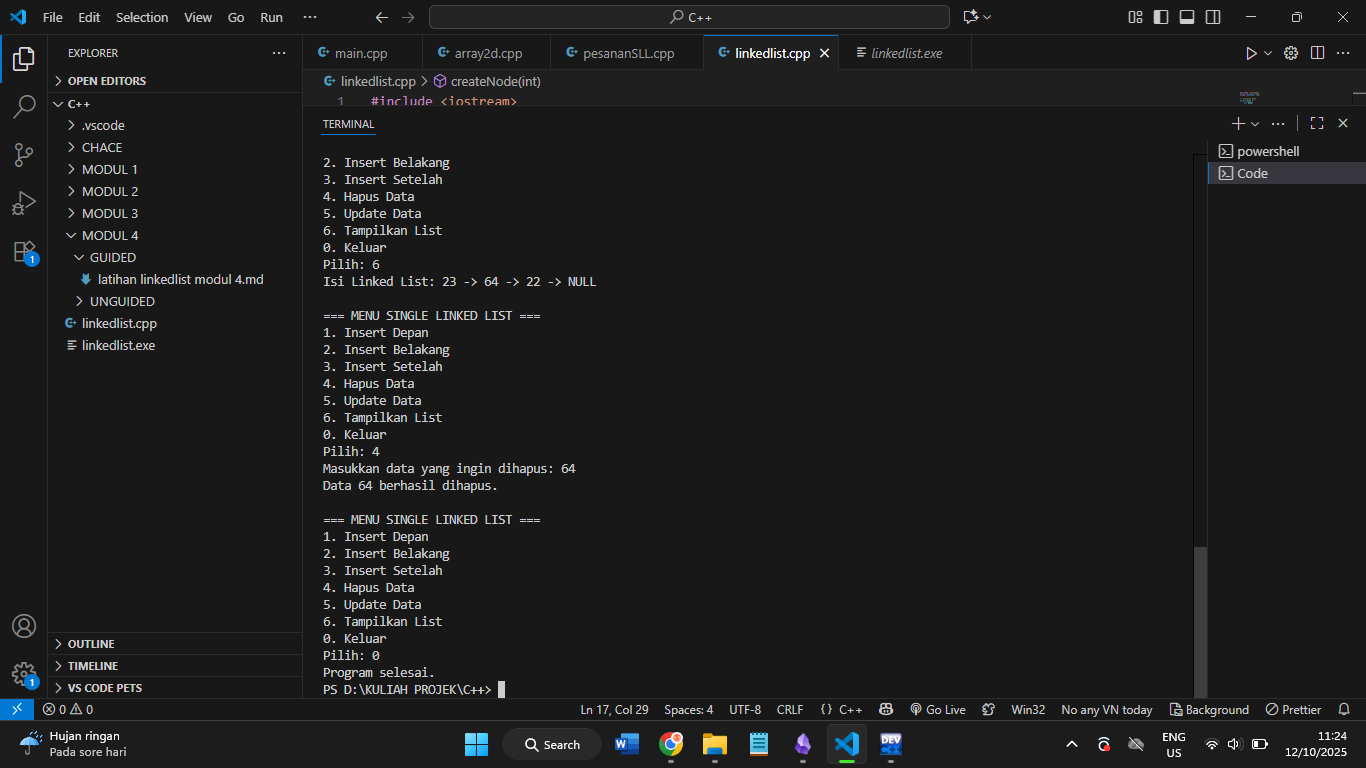 File Edit Selection View Go Run ··· C++
EXPLORER ···
OPEN EDITORS
C++
.vscode
CHACE
MODUL 1
MODUL 2
MODUL 3
MODUL 4
GUIDED
latihan linkedlist modul 4.md
UNGUIDED
linkedlist.cpp
linkedlist.exe
OUTLINE
TIMELINE
VS CODE PETS
main.cpp array2d.cpp pesananSLL.cpp linkedlist.cpp linkedlist.exe
linkedlist.cpp > createNode(int)
1 #include <iostream>
TERMINAL
powershell
Code
2. Insert Belakang
3. Insert Setelah
4. Hapus Data
5. Update Data
6. Tampilkan List
0. Keluar
Pilih: 6
Isi Linked List: 23 -> 64 -> 22 -> NULL
=== MENU SINGLE LINKED LIST ===
1. Insert Depan
2. Insert Belakang
3. Insert Setelah
4. Hapus Data
5. Update Data
6. Tampilkan List
0. Keluar
Pilih: 4
Masukkan data yang ingin dihapus: 64
Data 64 berhasil dihapus.
=== MENU SINGLE LINKED LIST ===
1. Insert Depan
2. Insert Belakang
3. Insert Setelah
4. Hapus Data
5. Update Data
6. Tampilkan List
0. Keluar
Pilih: 0
Program selesai.
PS D:\KULIAH PROJEK\C++>
1
1
0 0 Ln 17, Col 29 Spaces: 4 UTF-8 CRLF {} C++ Go Live Win32 No any VN today Background Prettier
Hujan ringan
Pada sore hari
Search
DEV
ENG
US
11:24
12/10/2025